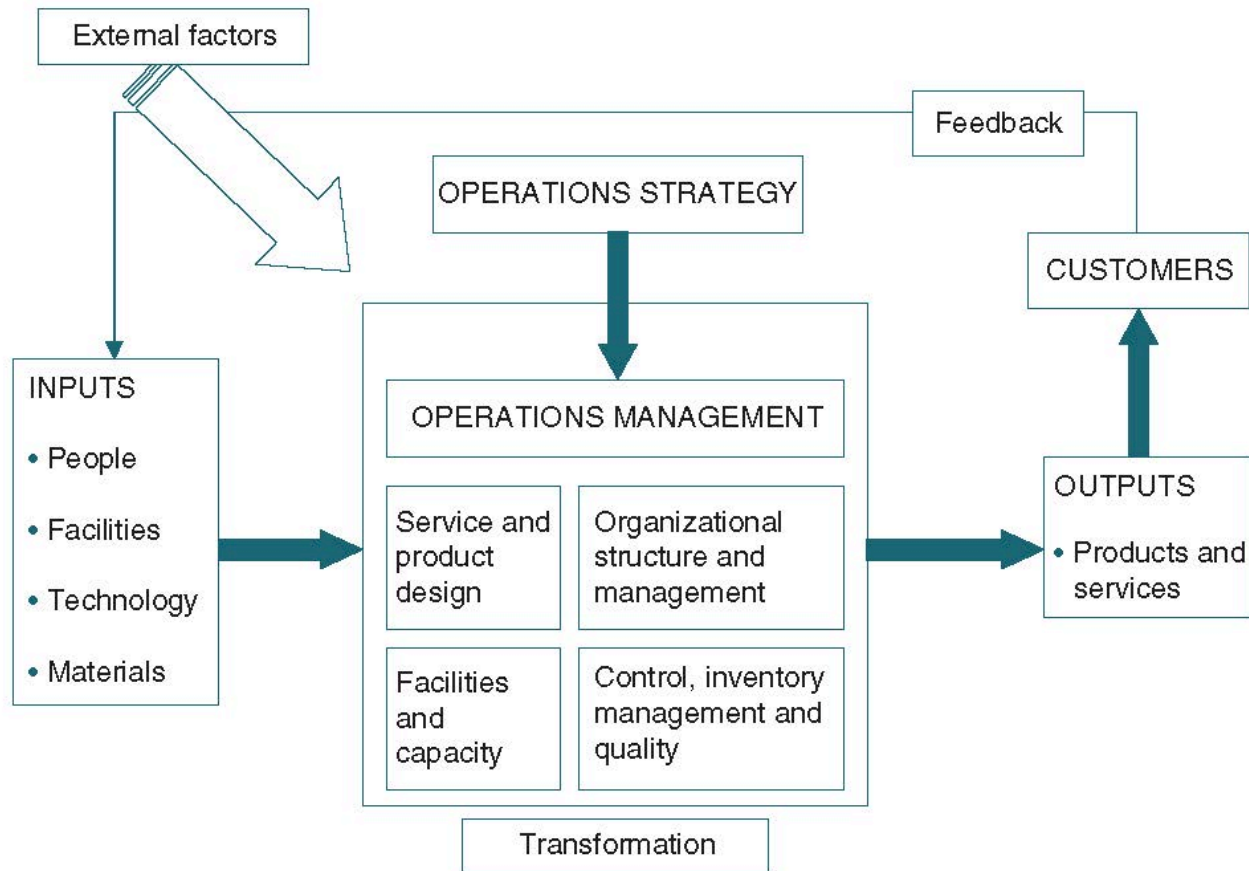 External factors
Feedback
OPERATIONS STRATEGY
CUSTOMERS
INPUTS
• People
• Facilities
• Technology
• Materials
OPERATIONS MANAGEMENT
Service and
product
design
Organizational
structure and
management
Facilities
and
capacity
Control, inventory
management and
quality
OUTPUTS
• Products and
services
Transformation